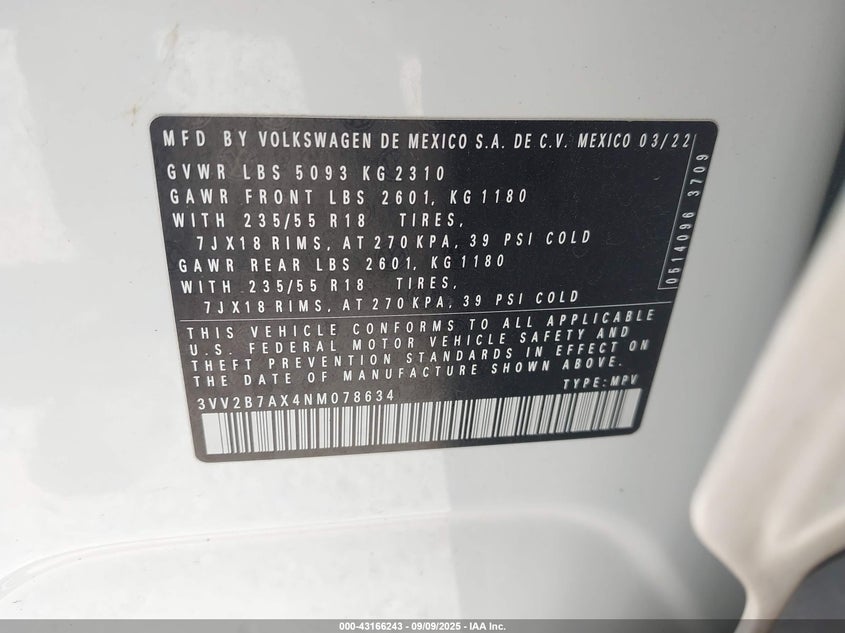 MFD BY VOLKSWAGEN DE MEXICO S.A. DE C.V. MEXICO 03/22
GVWR LBS 5093 KG 2310
GAWR FRONT LBS 2601, KG 1180
WITH 235/55 R18 TIRES,
7JX18 RIMS, AT 270 KPA, 39 PSI COLD
GAWR REAR LBS 2601, KG 1180
WITH 235/55 R18 TIRES,
7JX18 RIMS, AT 270 KPA, 39 PSI COLD
0514096 3709
THIS VEHICLE CONFORMS TO ALL APPLICABLE
U.S. FEDERAL MOTOR VEHICLE SAFETY AND
THEFT PREVENTION STANDARDS IN EFFECT ON
THE DATE OF MANUFACTURE SHOWN ABOVE.
TYPE: MPV
3VV2B7AX4NM078634
000-43166243 | 09/09/2025 - IAA Inc.